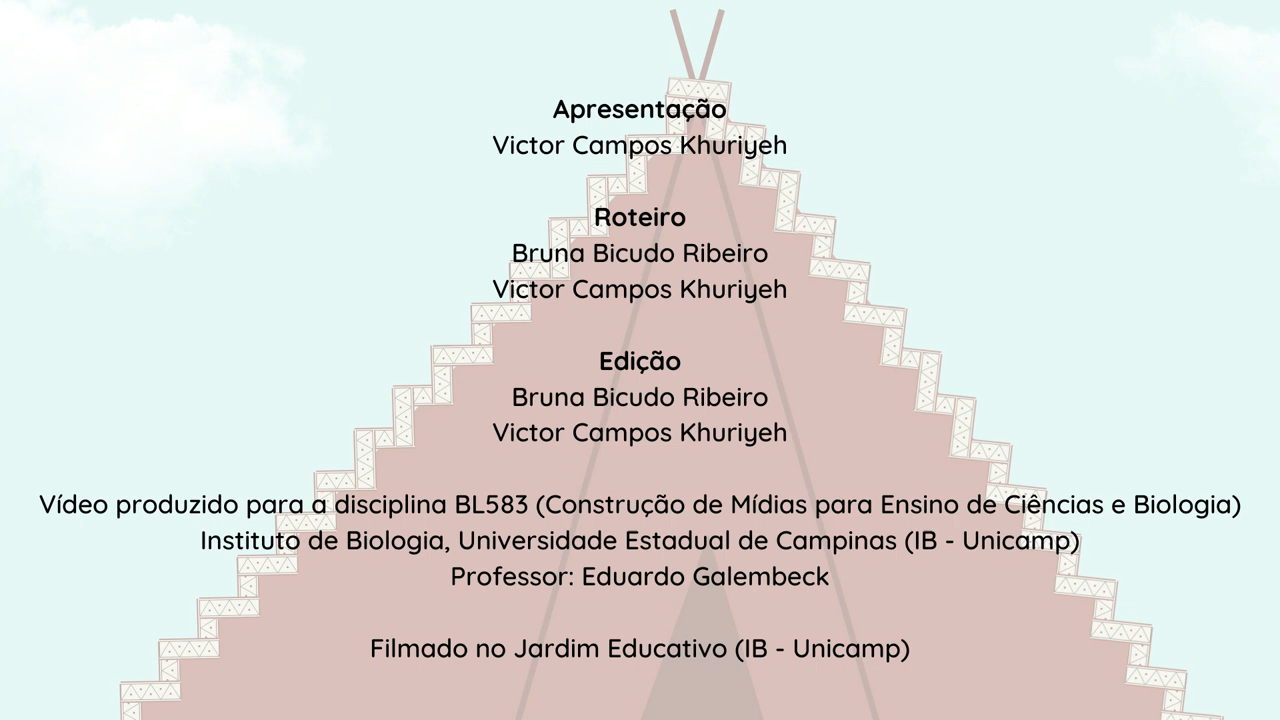 Apresentação
Victor Campos Khuriyeh
Roteiro
Bruna Bicudo Ribeiro
Victor Campos Khuriyeh
Edição
Bruna Bicudo Ribeiro
Victor Campos Khuriyeh
Vídeo produzido para a disciplina BL583 (Construção de Mídias para Ensino de Ciências e Biologia)
Instituto de Biologia, Universidade Estadual de Campinas (IB - Unicamp)
Professor: Eduardo Galembeck
Filmado no Jardim Educativo (IB - Unicamp)